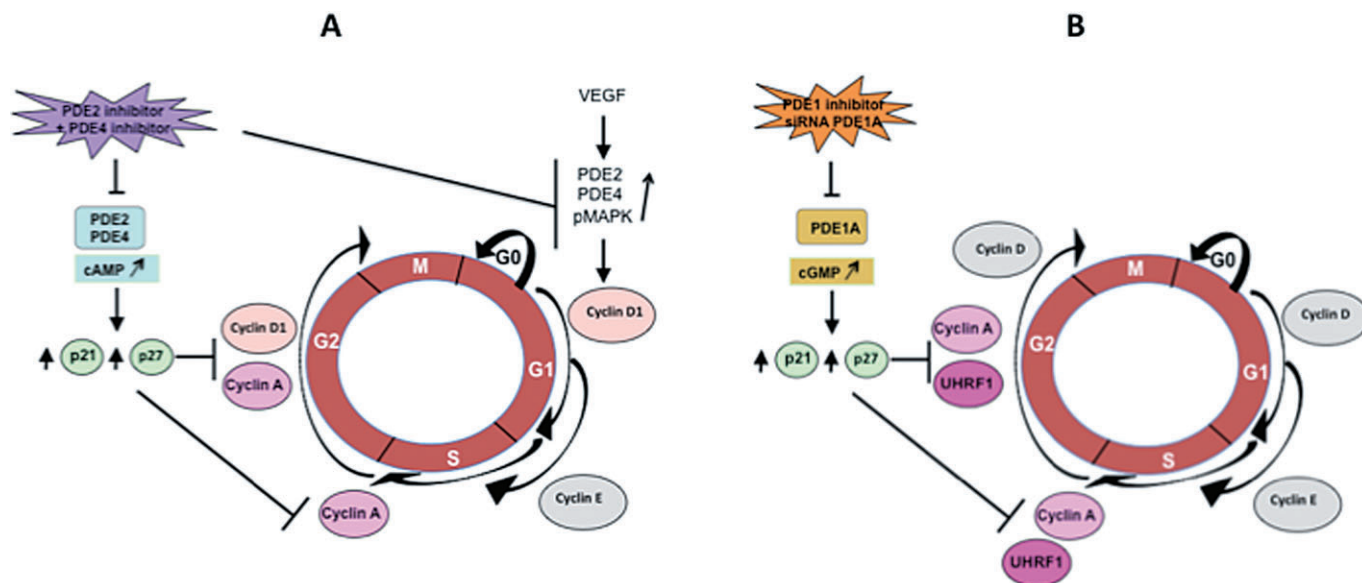 A
PDE2 inhibitor
+ PDE4 inhibitor
VEGF
PDE2
PDE4
pMAPK
PDE2
PDE4
cAMP
p21
p27
Cyclin D1
Cyclin A
G0
M
G2
G1
S
Cyclin D1
Cyclin A
Cyclin E
B
PDE1 inhibitor
siRNA PDE1A
PDE1A
cGMP
p21
p27
Cyclin D
Cyclin A
UHRF1
G0
M
G2
G1
S
Cyclin D
Cyclin A
UHRF1
Cyclin E